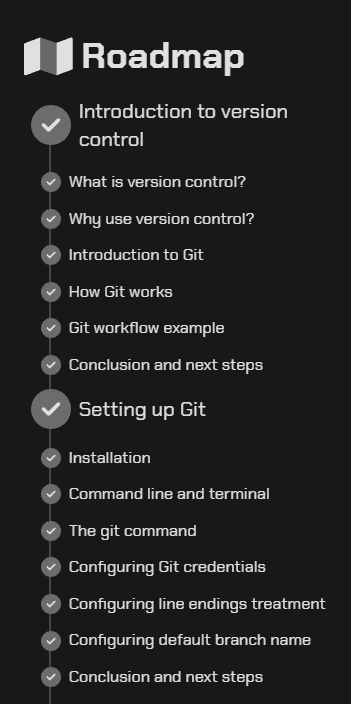 Roadmap
Introduction to version
control
What is version control?
Why use version control?
Introduction to Git
How Git works
Git workflow example
Conclusion and next steps
Setting up Git
Installation
Command line and terminal
The git command
Configuring Git credentials
Configuring line endings treatment
Configuring default branch name
Conclusion and next steps